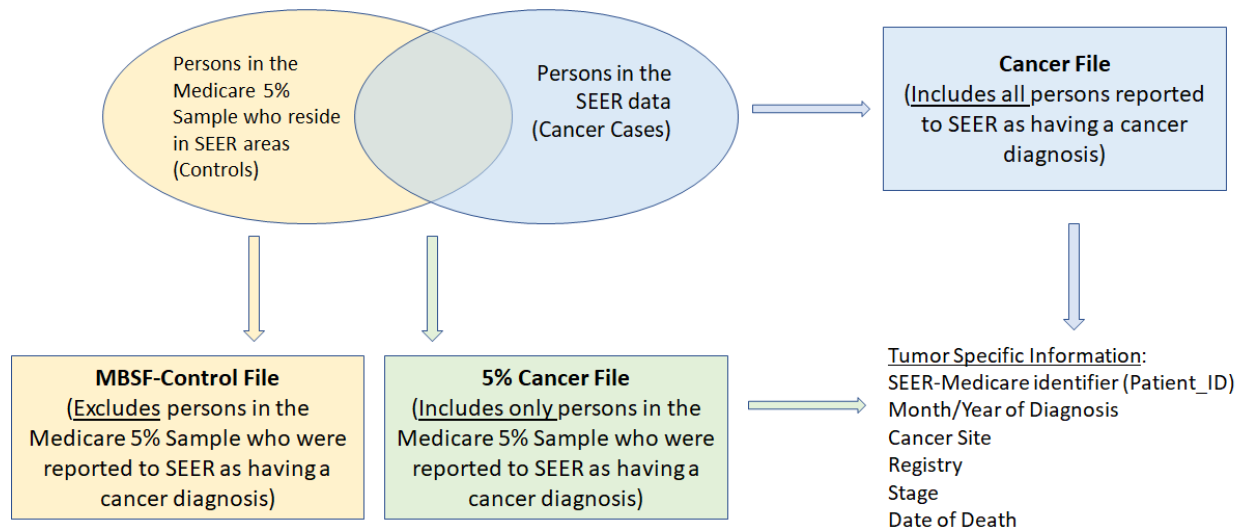 Persons in the
Medicare 5%
Sample who reside
in SEER areas
(Controls)
Persons in the
SEER data
(Cancer Cases)
Cancer File
(Includes all persons reported
to SEER as having a cancer
diagnosis)
MBSF-Control File
(Excludes persons in the
Medicare 5% Sample who were
reported to SEER as having a
cancer diagnosis)
5% Cancer File
(Includes only persons in the
Medicare 5% Sample who were
reported to SEER as having a
cancer diagnosis)
Tumor Specific Information:
SEER-Medicare identifier (Patient_ID)
Month/Year of Diagnosis
Cancer Site
Registry
Stage
Date of Death